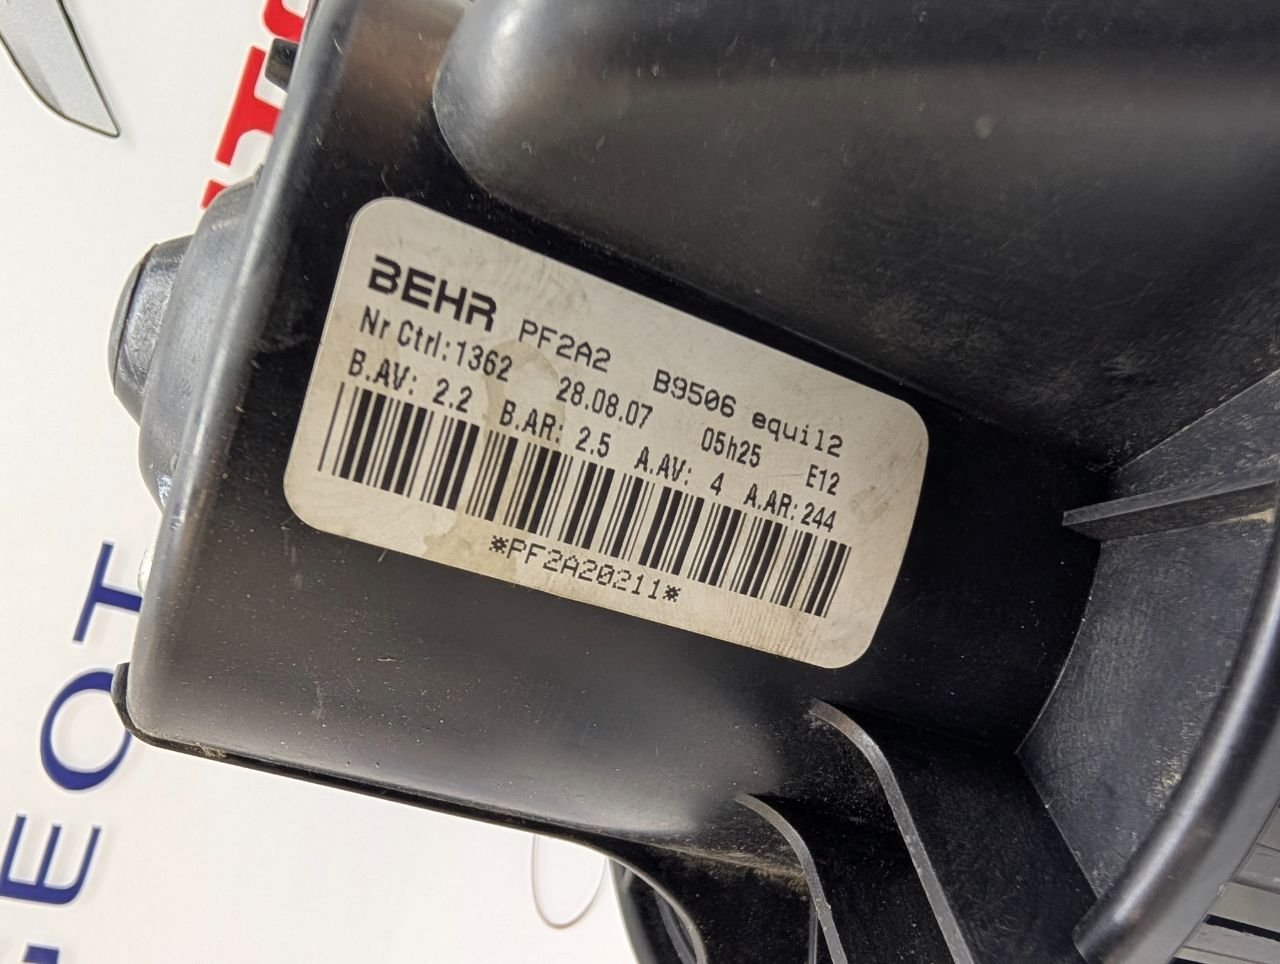 BEHR PF2A2 B9506 equil2
Nr Ctrl:1362 28.08.07 05h25 E12
B.AV: 2.2 B.AR: 2.5 A.AV: 4 A.AR: 244
*PF2A20211*
EOT